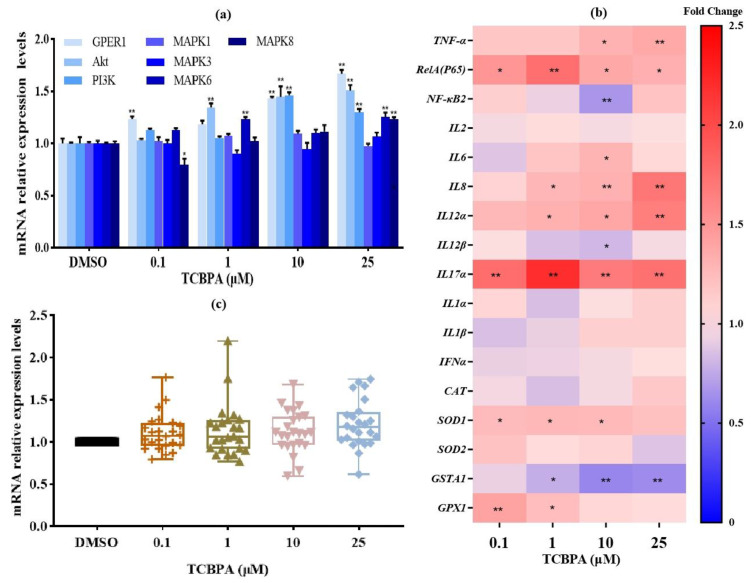 (a)
mRNA relative expression levels
2.0
1.5
1.0
0.5
0.0
GPER1 MAPK1 MAPK8
Akt MAPK3
PI3K MAPK6
** * ** ** ** ** ** ** ** ** ** ** **
DMSO 0.1 1 10 25
TCBPA (μM)
(b)
Fold Change
2.5
2.0
1.5
1.0
0.5
0
TNF-α * **
RelA(P65) * ** * *
NF-κB2 **
IL2
IL6 *
IL8 * ** **
IL12α * * **
IL12β *
IL17α ** ** ** **
IL1α
IL1β
IFNα
CAT
SOD1 * * *
SOD2
GSTA1 * ** **
GPX1 ** *
0.1 1 10 25
TCBPA (μM)
(c)
mRNA relative expression levels
2.5
2.0
1.5
1.0
0.5
0.0
DMSO 0.1 1 10 25
TCBPA (μM)